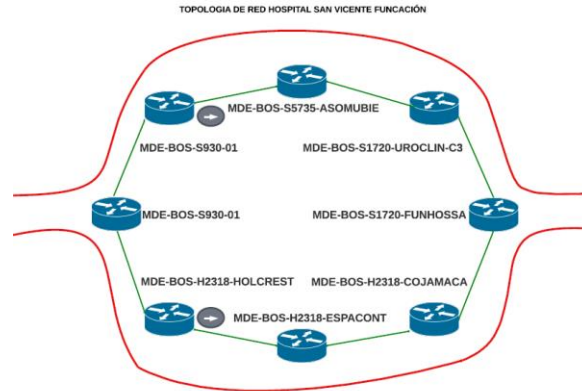 TOPOLOGIA DE RED HOSPITAL SAN VICENTE FUNCACIÓN
MDE-BOS-S5735-ASOMUBIE
MDE-BOS-S930-01
MDE-BOS-S1720-UROCLIN-C3
MDE-BOS-S930-01
MDE-BOS-S1720-FUNHOSSA
MDE-BOS-H2318-HOLCREST
MDE-BOS-H2318-COJAMACA
MDE-BOS-H2318-ESPACONT